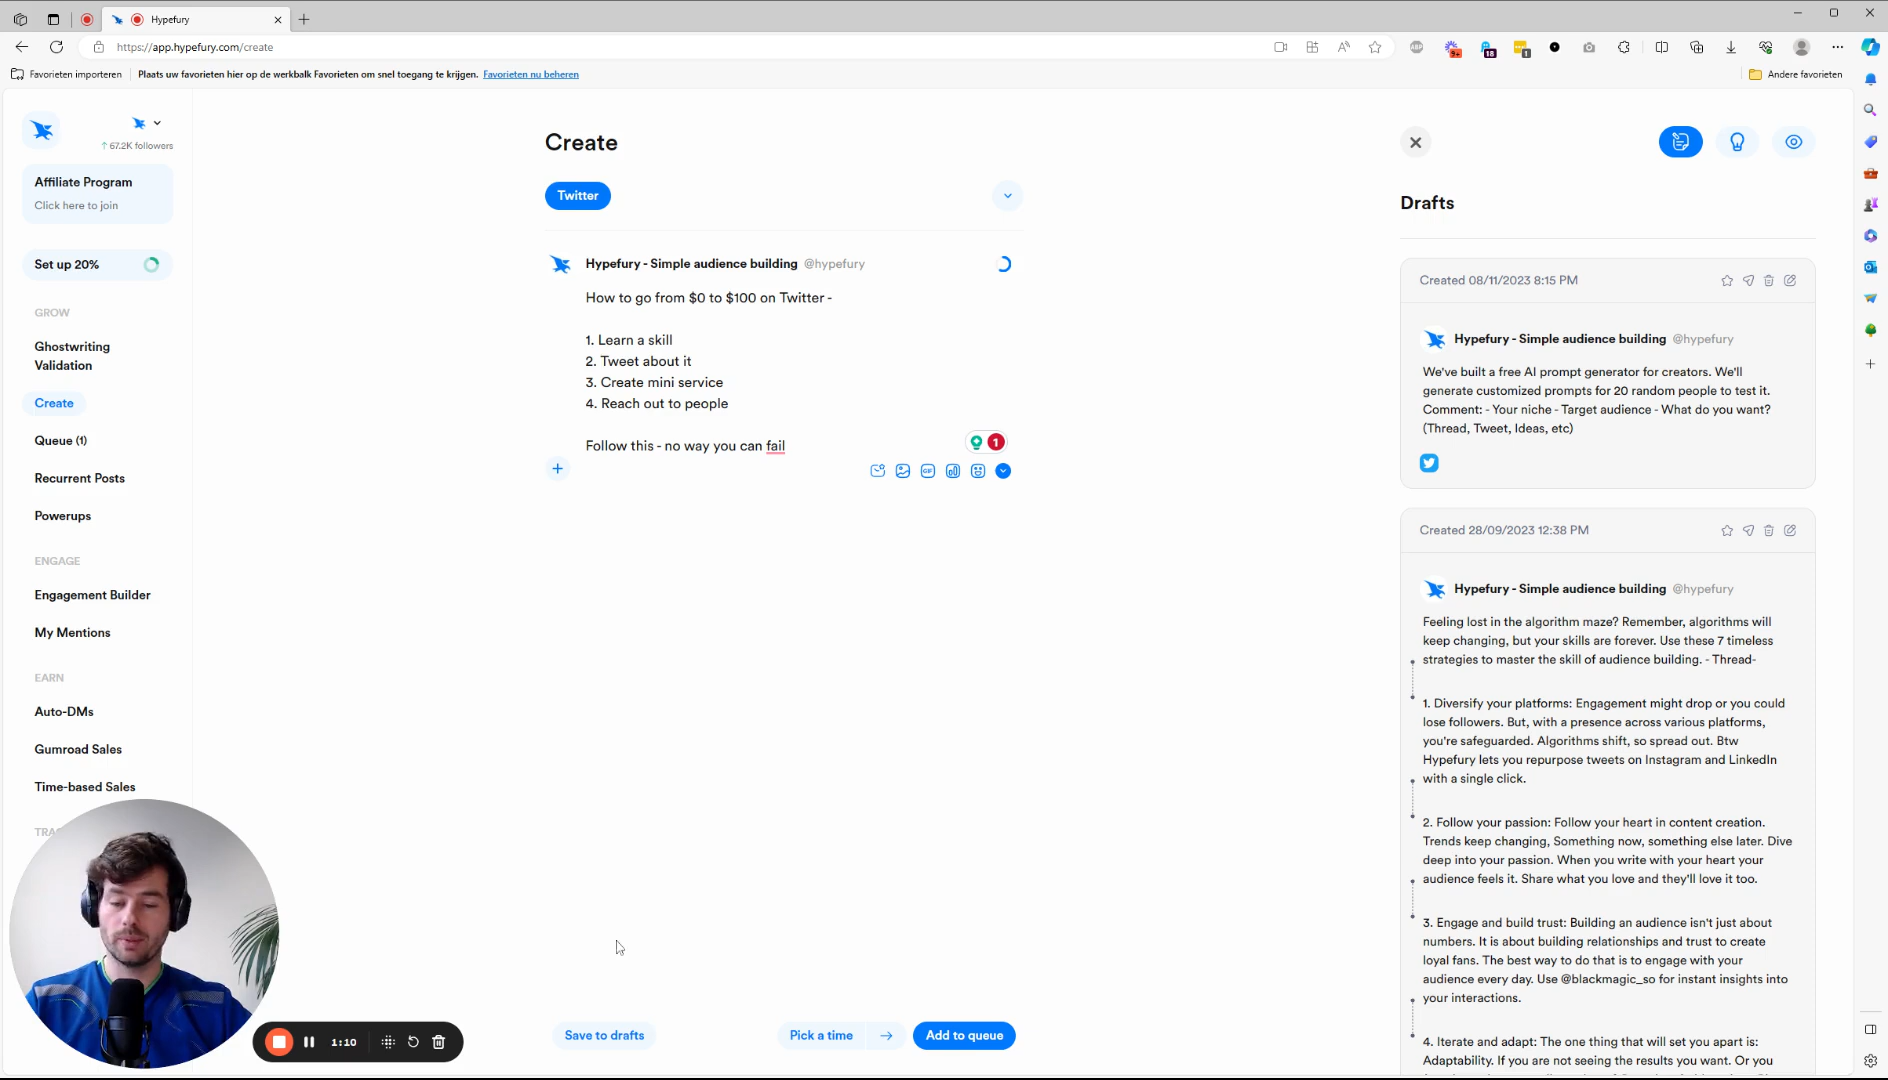 Hypefury
https://app.hypefury.com/create
9+
18
1
ABP
Favorieten importeren
Plaats uw favorieten hier op de werkbalk Favorieten om snel toegang te krijgen. Favorieten nu beheren
Andere favorieten
↑ 67.2K followers
Affiliate Program
Click here to join
Set up 20%
GROW
Ghostwriting
Validation
Create
Queue (1)
Recurrent Posts
Powerups
ENGAGE
Engagement Builder
My Mentions
EARN
Auto-DMs
Gumroad Sales
Time-based Sales
Create
Twitter
Hypefury - Simple audience building @hypefury
How to go from $0 to $100 on Twitter -
1. Learn a skill
2. Tweet about it
3. Create mini service
4. Reach out to people
Follow this - no way you can fail
1
GIF
Save to drafts
Pick a time
Add to queue
1:10
Drafts
Created 08/11/2023 8:15 PM
Hypefury - Simple audience building @hypefury
We've built a free AI prompt generator for creators. We'll
generate customized prompts for 20 random people to test it.
Comment: - Your niche - Target audience - What do you want?
(Thread, Tweet, Ideas, etc)
Created 28/09/2023 12:38 PM
Hypefury - Simple audience building @hypefury
Feeling lost in the algorithm maze? Remember, algorithms will
keep changing, but your skills are forever. Use these 7 timeless
strategies to master the skill of audience building. - Thread-
1. Diversify your platforms: Engagement might drop or you could
lose followers. But, with a presence across various platforms,
you're safeguarded. Algorithms shift, so spread out. Btw
Hypefury lets you repurpose tweets on Instagram and LinkedIn
with a single click.
2. Follow your passion: Follow your heart in content creation.
Trends keep changing, Something now, something else later. Dive
deep into your passion. When you write with your heart your
audience feels it. Share what you love and they'll love it too.
3. Engage and build trust: Building an audience isn't just about
numbers. It is about building relationships and trust to create
loyal fans. The best way to do that is to engage with your
audience every day. Use @blackmagic_so for instant insights into
your interactions.
4. Iterate and adapt: The one thing that will set you apart is:
Adaptability. If you are not seeing the results you want. Or you